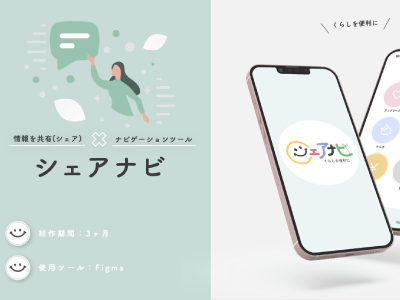 情報を共有(シェア)
ナビゲーションツール
シェアナビ
制作期間：3ヶ月
使用ツール：Figma
くらしを便利に
シェアナビ
くらしを便利に